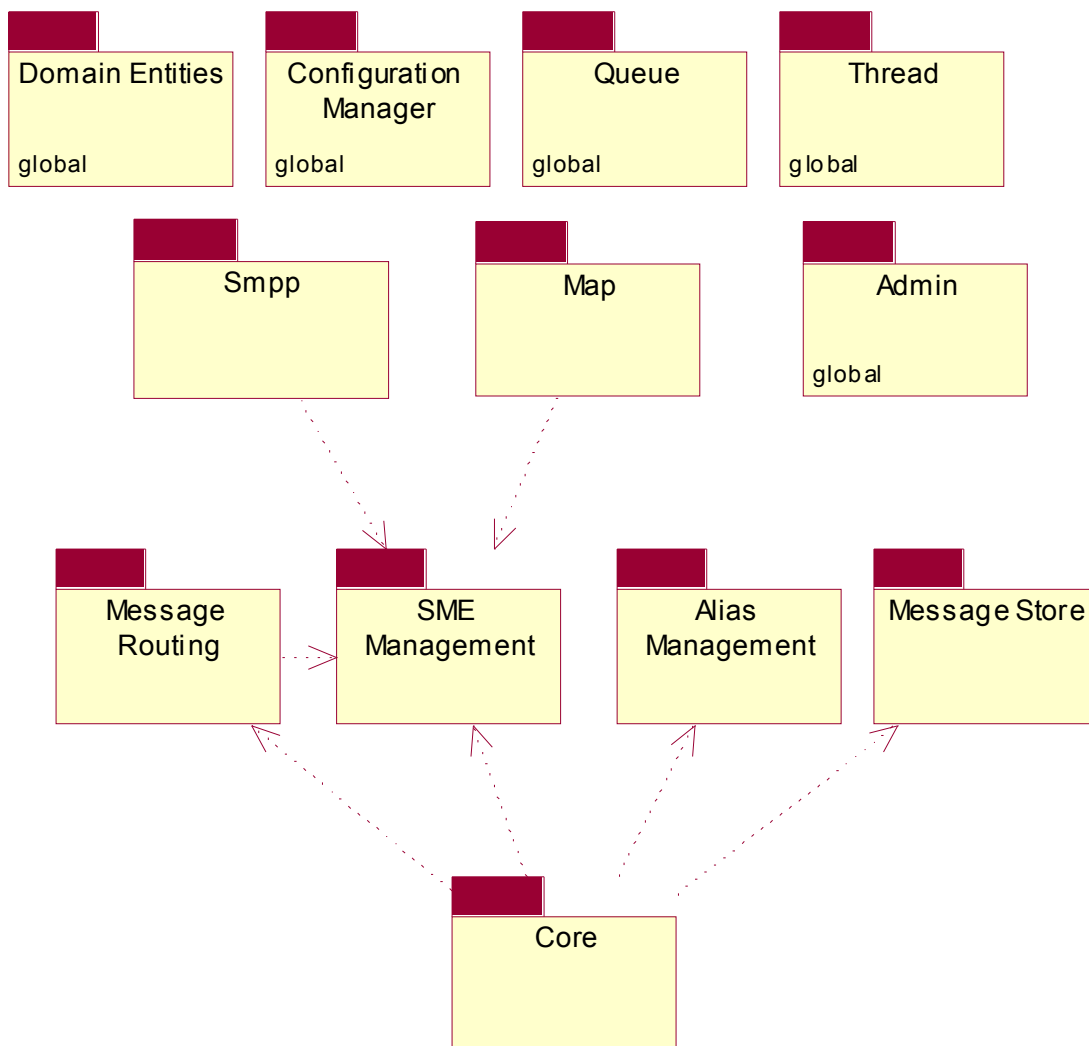 Domain Entities
global
Configuration
Manager
global
Queue
global
Thread
global
Smpp
Map
Admin
global
Message
Routing
SME
Management
Alias
Management
Message Store
Core